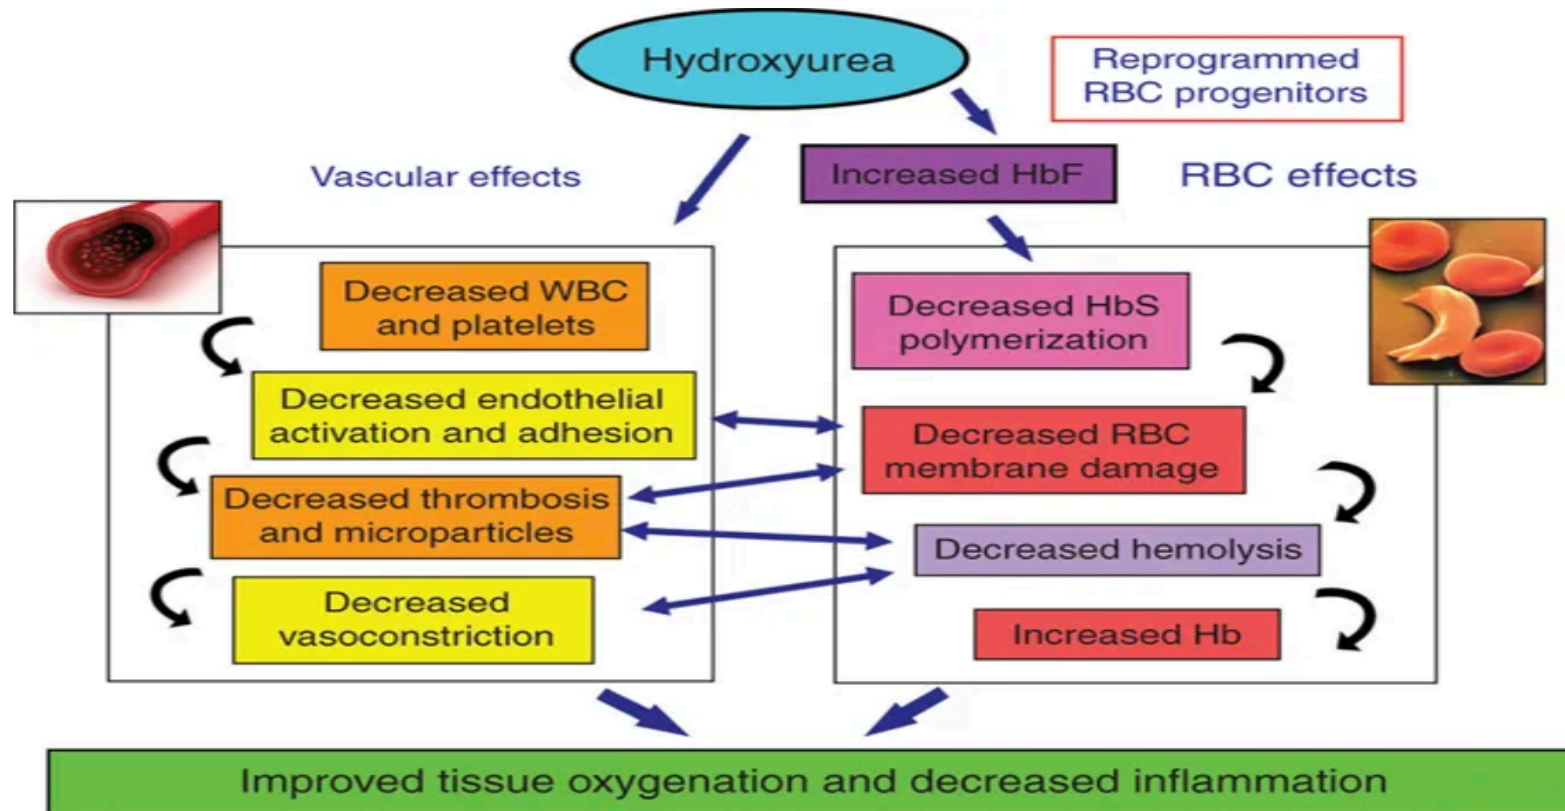 Hydroxyurea
Reprogrammed
RBC progenitors
Vascular effects
Increased HbF
RBC effects
Decreased WBC
and platelets
Decreased endothelial
activation and adhesion
Decreased thrombosis
and microparticles
Decreased
vasoconstriction
Decreased HbS
polymerization
Decreased RBC
membrane damage
Decreased hemolysis
Increased Hb
Improved tissue oxygenation and decreased inflammation